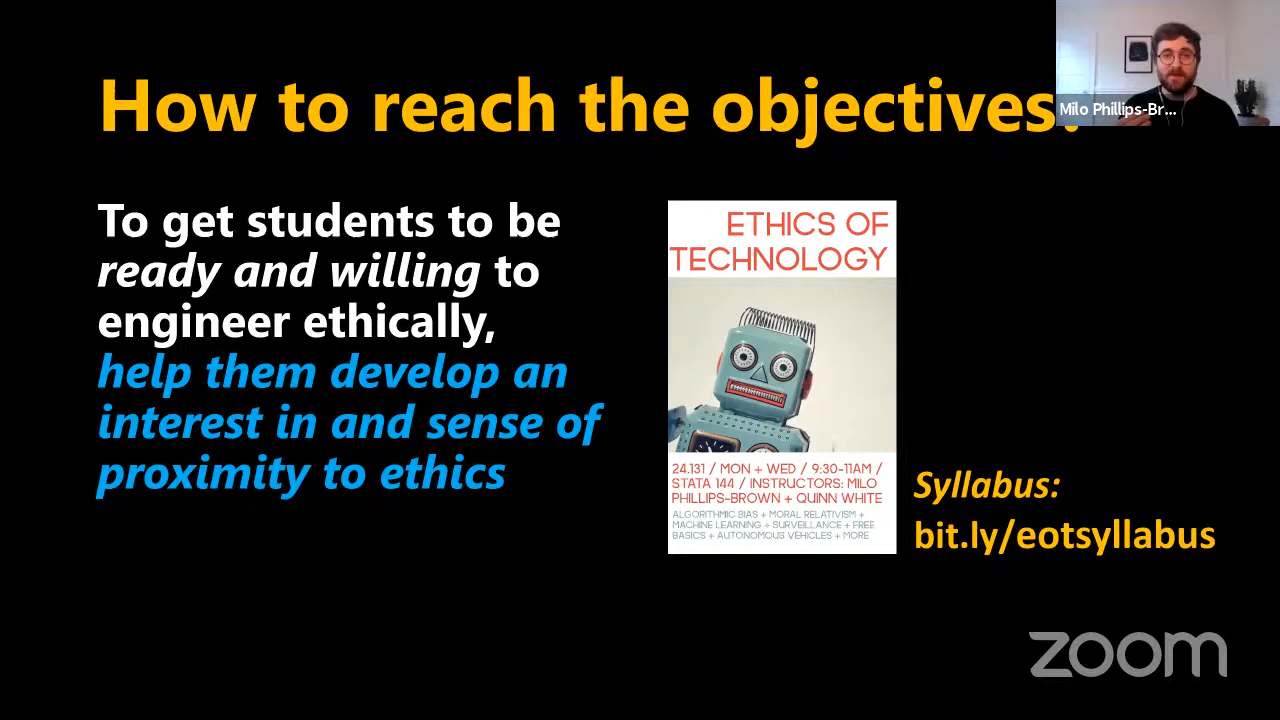 How to reach the objectives.
Milo Phillips-Br...
To get students to be
ready and willing to
engineer ethically,
help them develop an
interest in and sense of
proximity to ethics
ETHICS OF
TECHNOLOGY
24.131 / MON + WED / 9:30-11AM /
STATA 144 / INSTRUCTORS: MILO
PHILLIPS-BROWN + QUINN WHITE
ALGORITHMIC BIAS + MORAL RELATIVISM +
MACHINE LEARNING + SURVEILLANCE + FREE
BASICS + AUTONOMOUS VEHICLES + MORE
Syllabus:
bit.ly/eotsyllabus
zoom